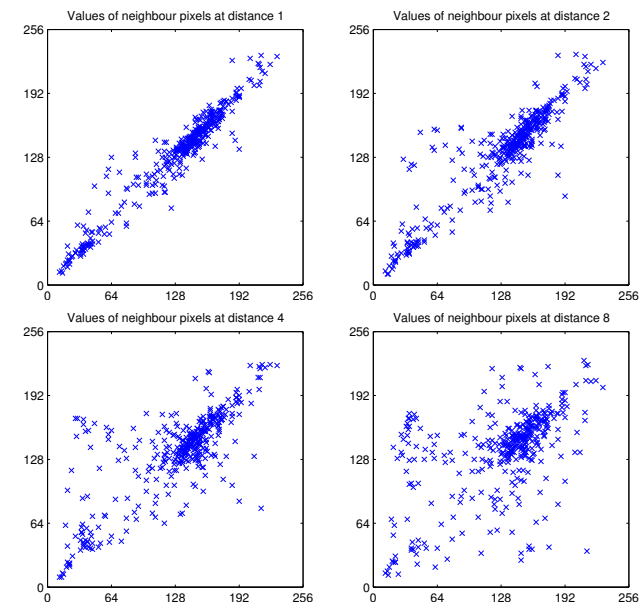 Values of neighbour pixels at distance 1
256
192
128
64
0
0 64 128 192 256
Values of neighbour pixels at distance 2
256
192
128
64
0
0 64 128 192 256
Values of neighbour pixels at distance 4
256
192
128
64
0
0 64 128 192 256
Values of neighbour pixels at distance 8
256
192
128
64
0
0 64 128 192 256